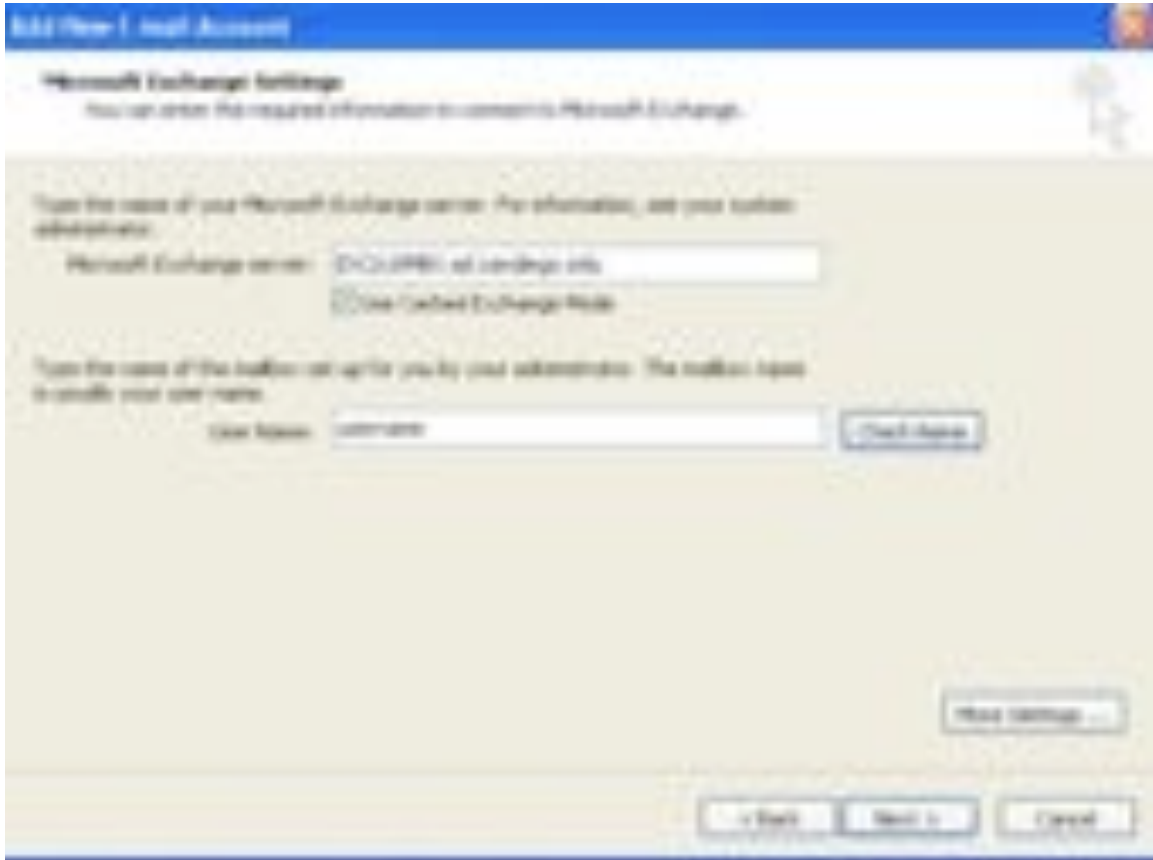 Add New E-mail Account
Microsoft Exchange Settings
You can enter the required information to connect to Microsoft Exchange.
Type the name of your Microsoft Exchange server. For information, see your system
administrator.
Microsoft Exchange server:
Use Cached Exchange Mode
Type the name of the mailbox set up for you by your administrator. The mailbox name
is usually your user name.
User Name: username
Check Name
More Settings ...
< Back Next > Cancel